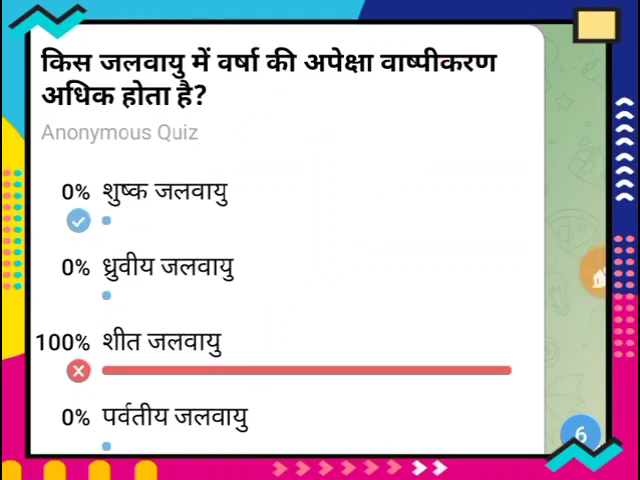 किस जलवायु में वर्षा की अपेक्षा वाष्पीकरण
अधिक होता है?
Anonymous Quiz
0% शुष्क जलवायु
0% ध्रुवीय जलवायु
100% शीत जलवायु
0% पर्वतीय जलवायु
6